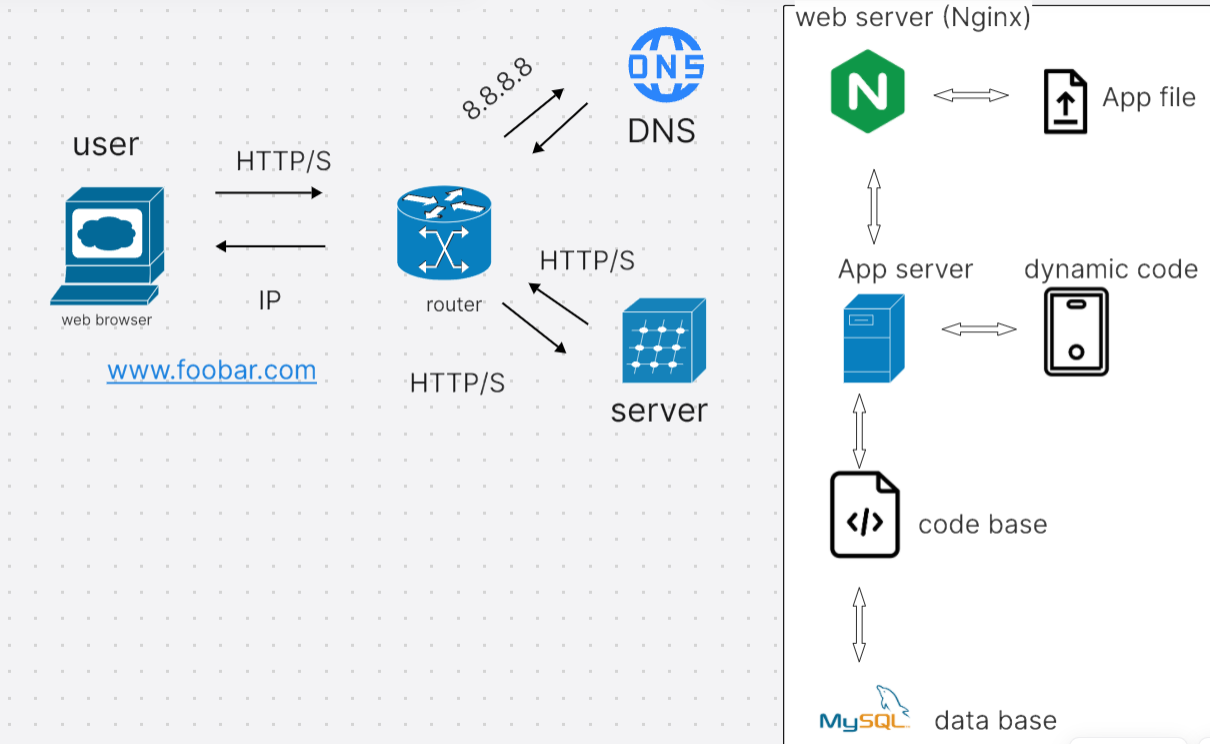 user
HTTP/S
IP
web browser
www.foobar.com
8.8.8.8
DNS
DNS
router
HTTP/S
HTTP/S
server
web server (Nginx)
N
App file
App server
dynamic code
</>
code base
MySQL
data base